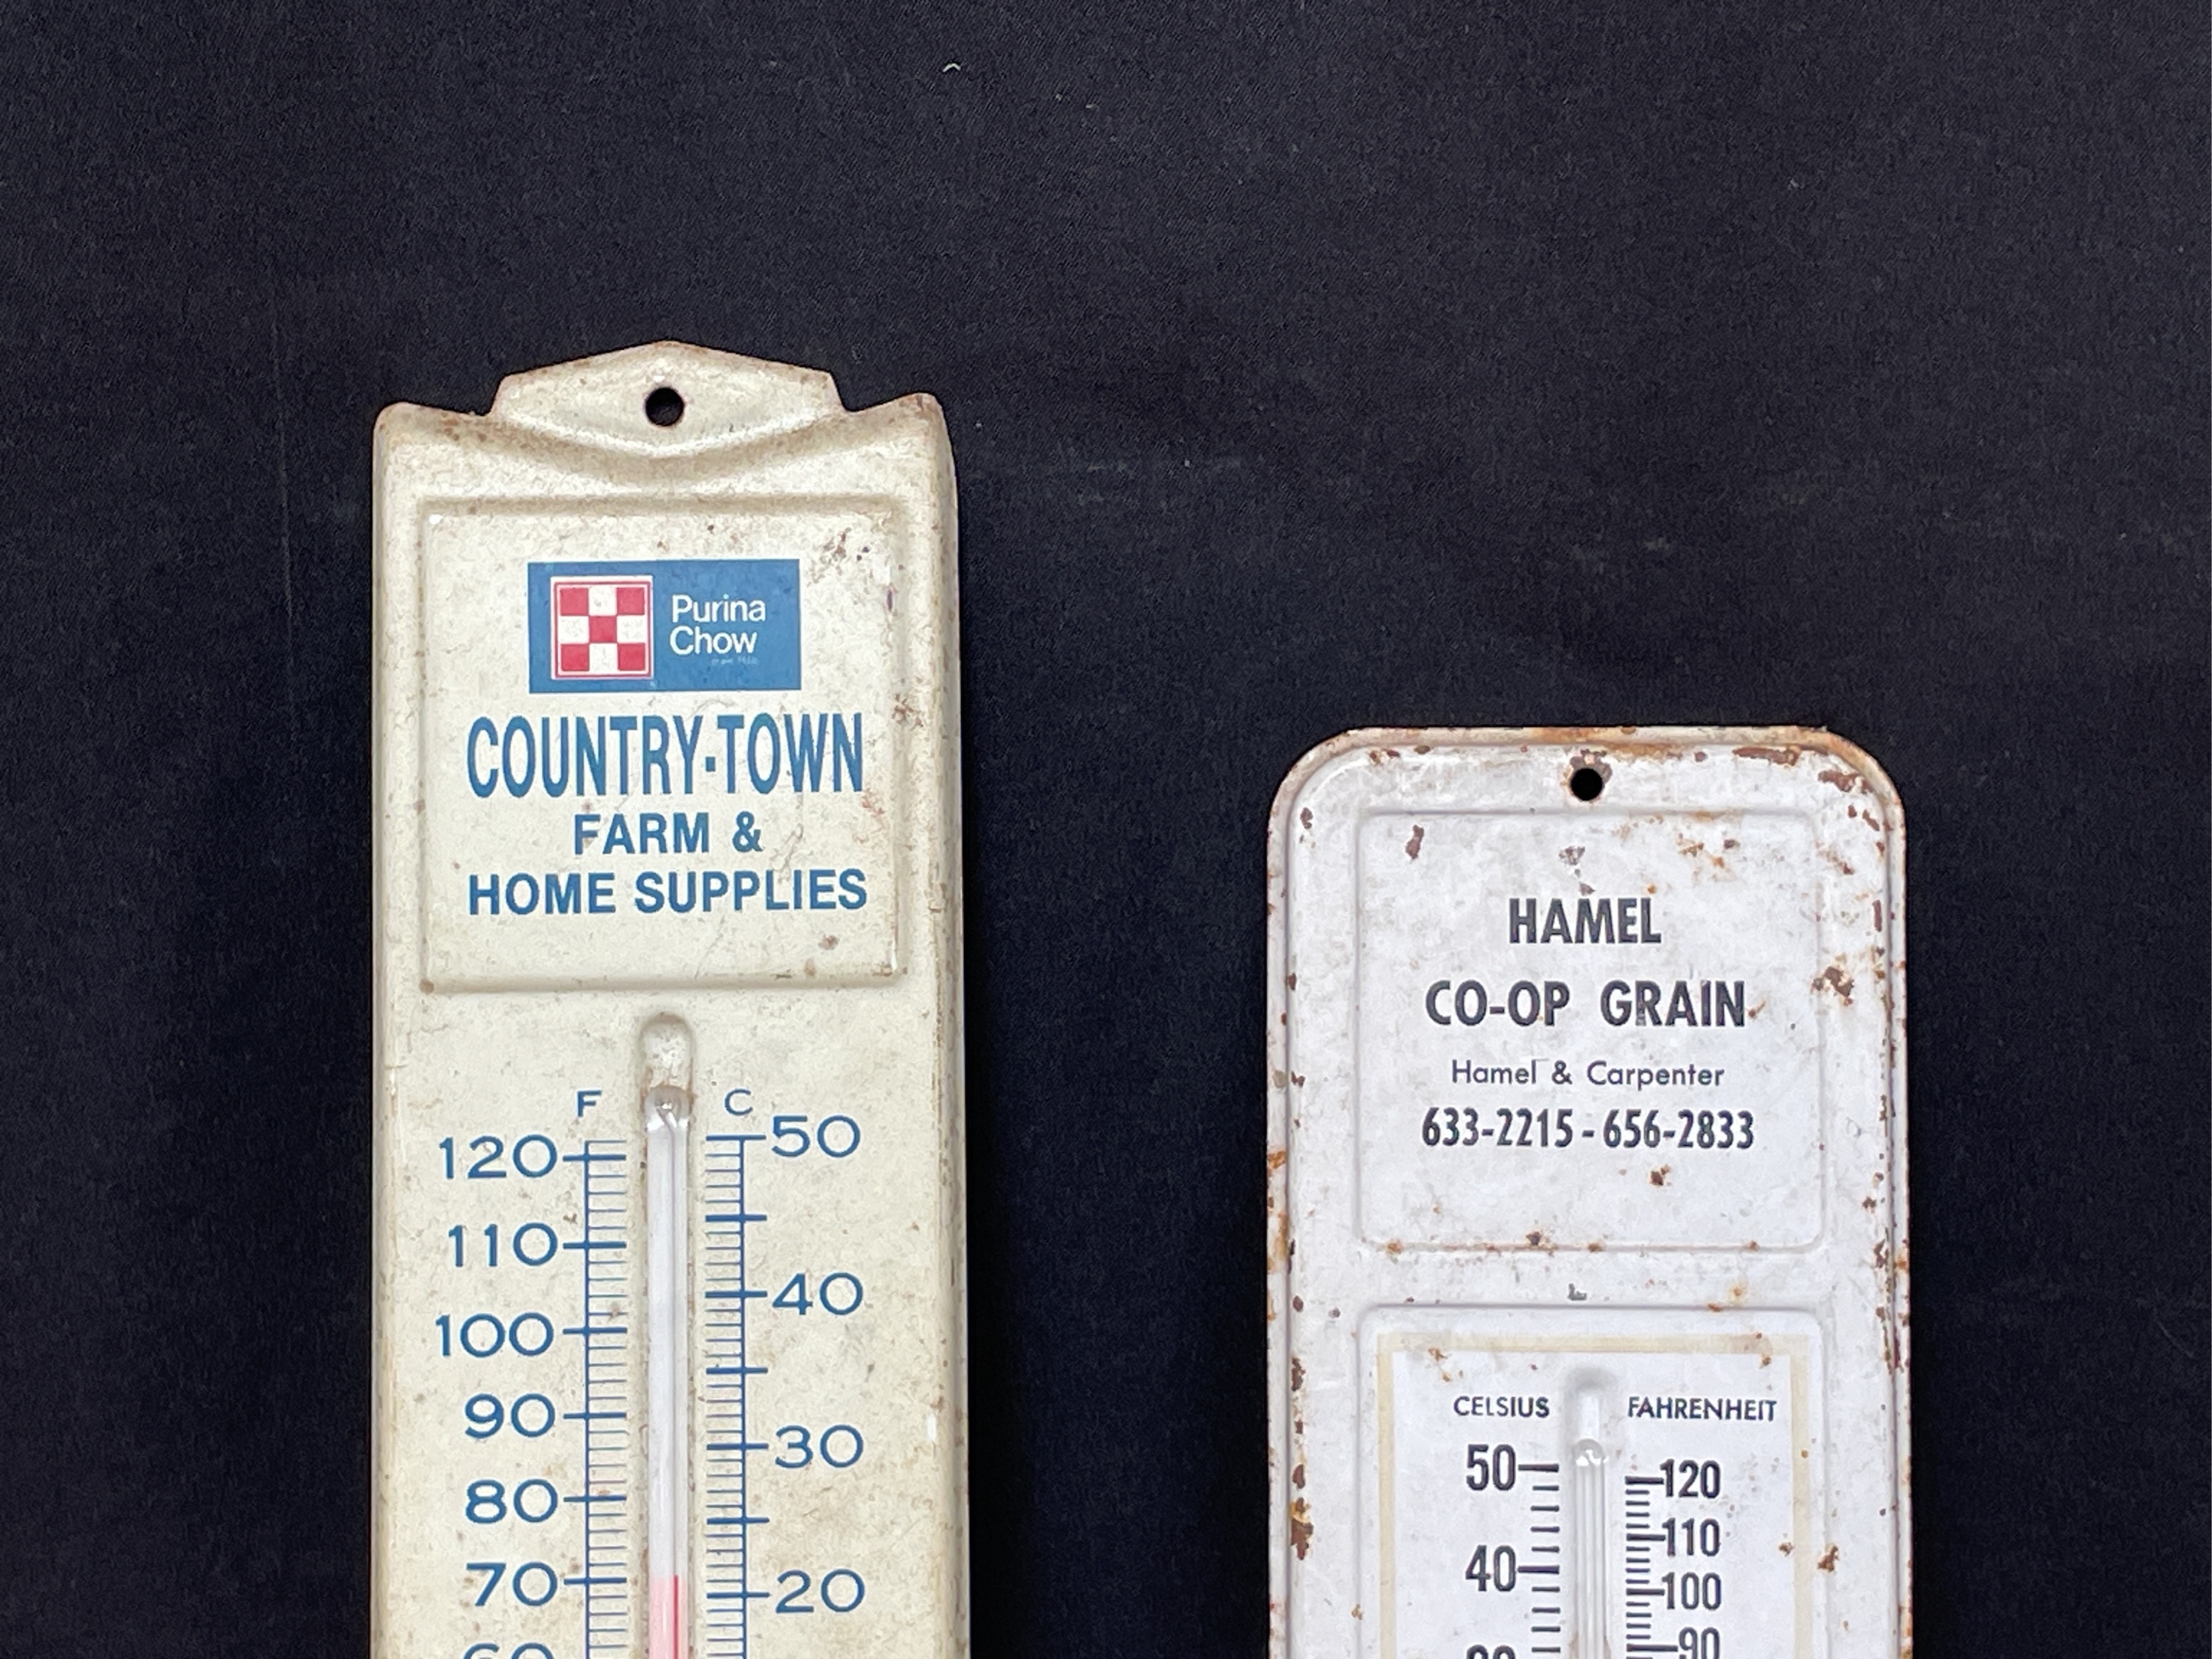 Purina
Chow
COUNTRY-TOWN
FARM &
HOME SUPPLIES
F C
120 50
110
100 40
90
80 30
70 20
60
HAMEL
CO-OP GRAIN
Hamel & Carpenter
633-2215 - 656-2833
CELSIUS FAHRENHEIT
50 120
110
40 100
90